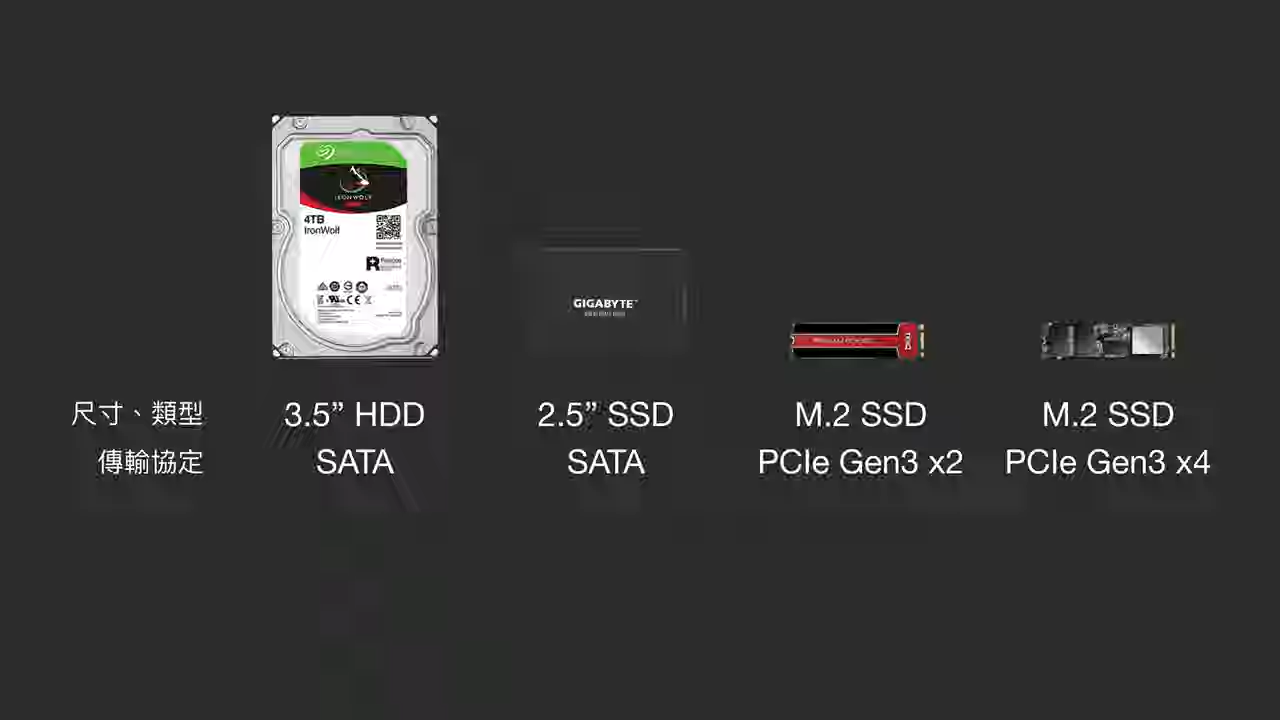 IRONWOLF
4TB
IronWolf
GIGABYTE™
尺寸、類型
3.5” HDD
2.5” SSD
M.2 SSD
M.2 SSD
傳輸協定
SATA
SATA
PCIe Gen3 x2
PCIe Gen3 x4